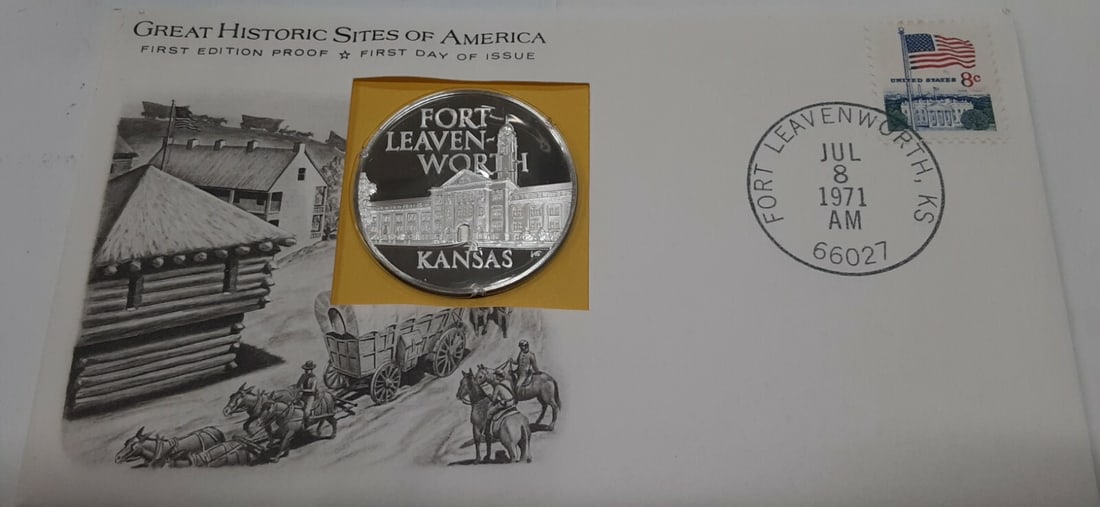 GREAT HISTORIC SITES OF AMERICA
FIRST EDITION PROOF ☆ FIRST DAY OF ISSUE
FORT
LEAVEN-
WORTH
KANSAS
UNITED STATES 8c
FORT LEAVENWORTH, KS
JUL
8
1971
AM
66027